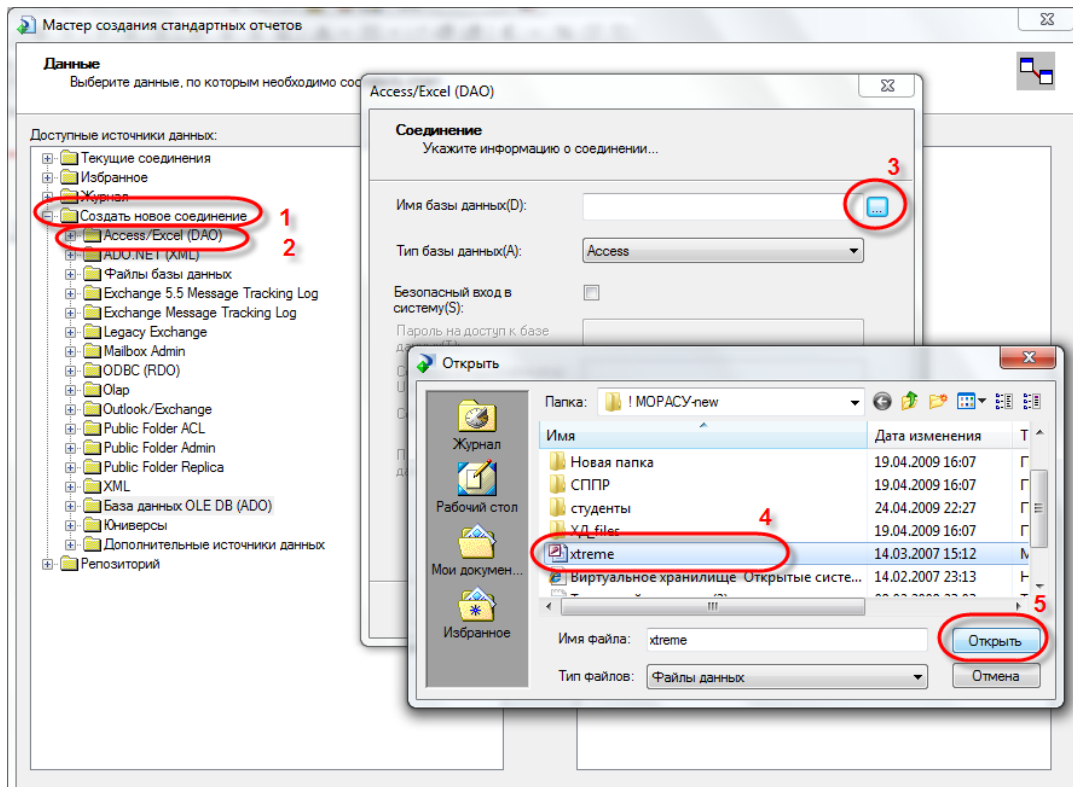 Мастер создания стандартных отчетов
Данные
Выберите данные, по которым необходимо
Доступные источники данных:
Текущие соединения
Избранное
Журнал
Создать новое соединение
1
Access/Excel (DAO)
2
ADO.NET (XML)
Файлы базы данных
Exchange 5.5 Message Tracking Log
Exchange Message Tracking Log
Legacy Exchange
Mailbox Admin
ODBC (RDO)
Olap
Outlook/Exchange
Public Folder ACL
Public Folder Admin
Public Folder Replica
XML
База данных OLE DB (ADO)
Юниверсы
Дополнительные источники данных
Репозиторий
Access/Excel (DAO)
Соединение
Укажите информацию о соединении...
3
Имя базы данных(D):
...
Тип базы данных(A):
Access
Безопасный вход в
систему(S):
Пароль на доступ к базе
Открыть
Папка:
! МОРАСУ-new
Журнал
Рабочий стол
Мои докумен...
Избранное
Имя
Дата изменения
Т
Новая папка
19.04.2009 16:07
СППР
19.04.2009 16:07
студенты
24.04.2009 22:27
4
ХД_files
19.04.2009 16:07
xtreme
14.03.2007 15:12
Виртуальное хранилище Открытые систе...
14.02.2007 23:13
5
Имя файла:
xtreme
Открыть
Тип файлов:
Файлы данных
Отмена